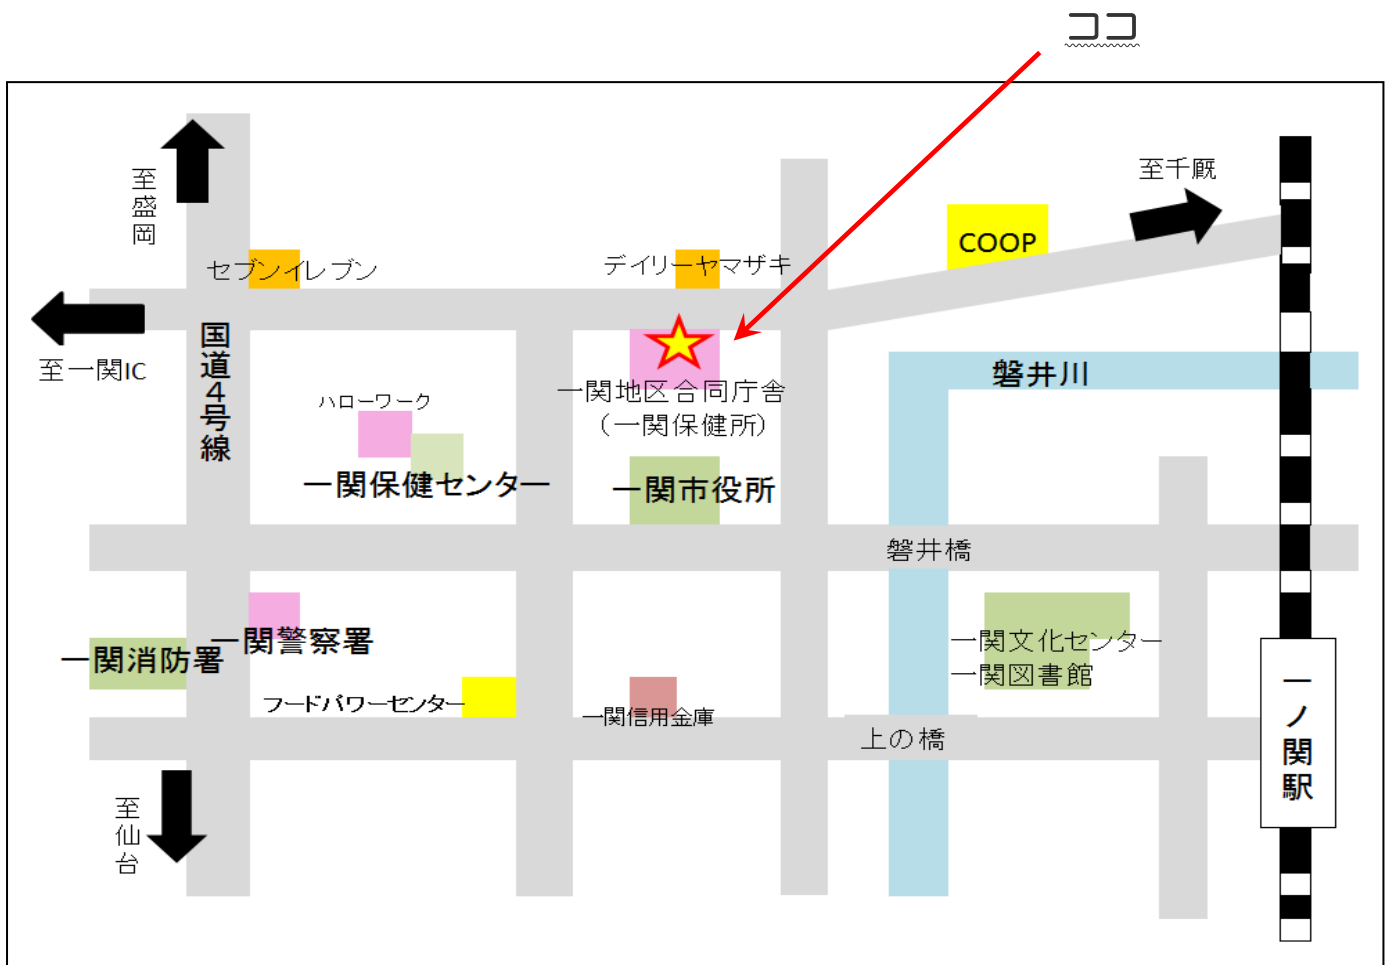 ココ
至千厩
至盛岡
COOP
セブンイレブン
デイリーヤマザキ
国道4号線
至一関IC
磐井川
一関地区合同庁舎
（一関保健所）
ハローワーク
一関保健センター
一関市役所
磐井橋
一関警察署
一関消防署
一関文化センター
一関図書館
フードパワーセンター
一関信用金庫
上の橋
一ノ関駅
至仙台